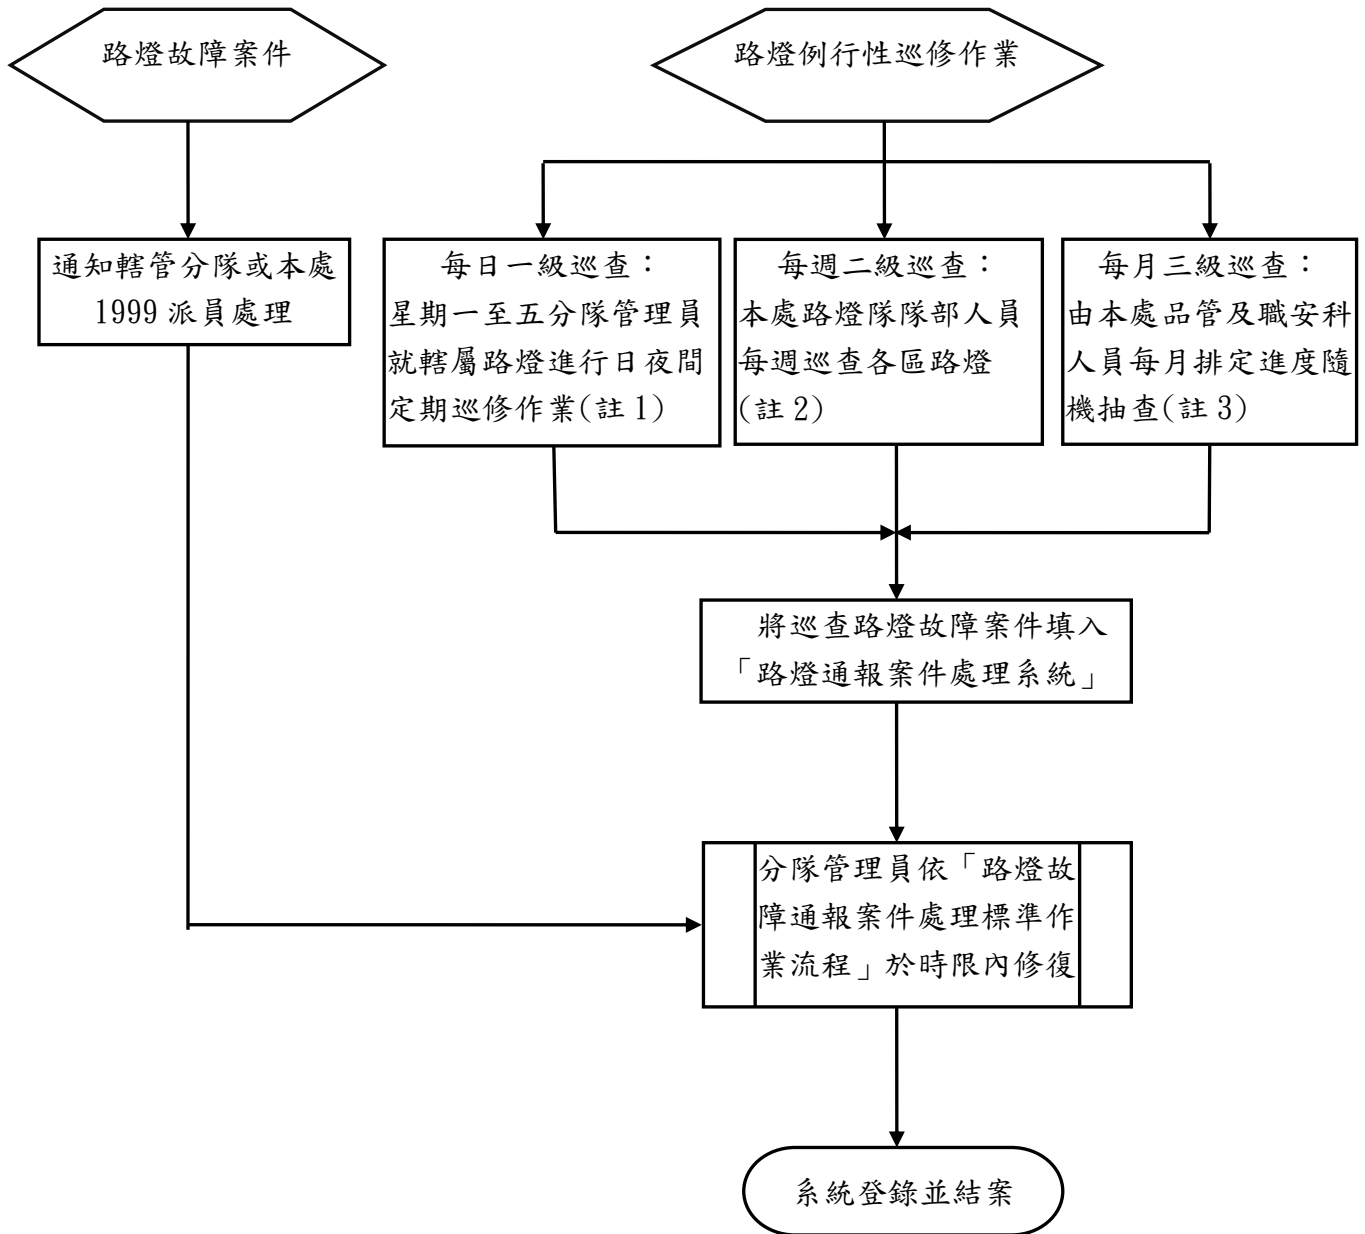 路燈故障案件
路燈例行性巡修作業
通知轄管分隊或本處
1999 派員處理
每日一級巡查：
星期一至五分隊管理員
就轄屬路燈進行日夜間
定期巡修作業(註 1)
每週二級巡查：
本處路燈隊隊部人員
每週巡查各區路燈
(註 2)
每月三級巡查：
由本處品管及職安科
人員每月排定進度隨
機抽查(註 3)
將巡查路燈故障案件填入
「路燈通報案件處理系統」
分隊管理員依「路燈故
障通報案件處理標準作
業流程」於時限內修復
系統登錄並結案